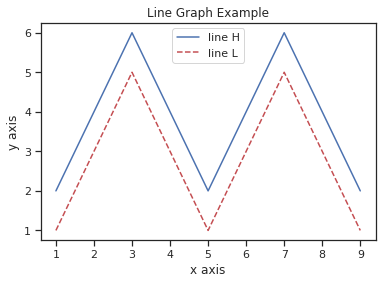 Line Graph Example
line H
line L
y axis
6
5
4
3
2
1
1 2 3 4 5 6 7 8 9
x axis